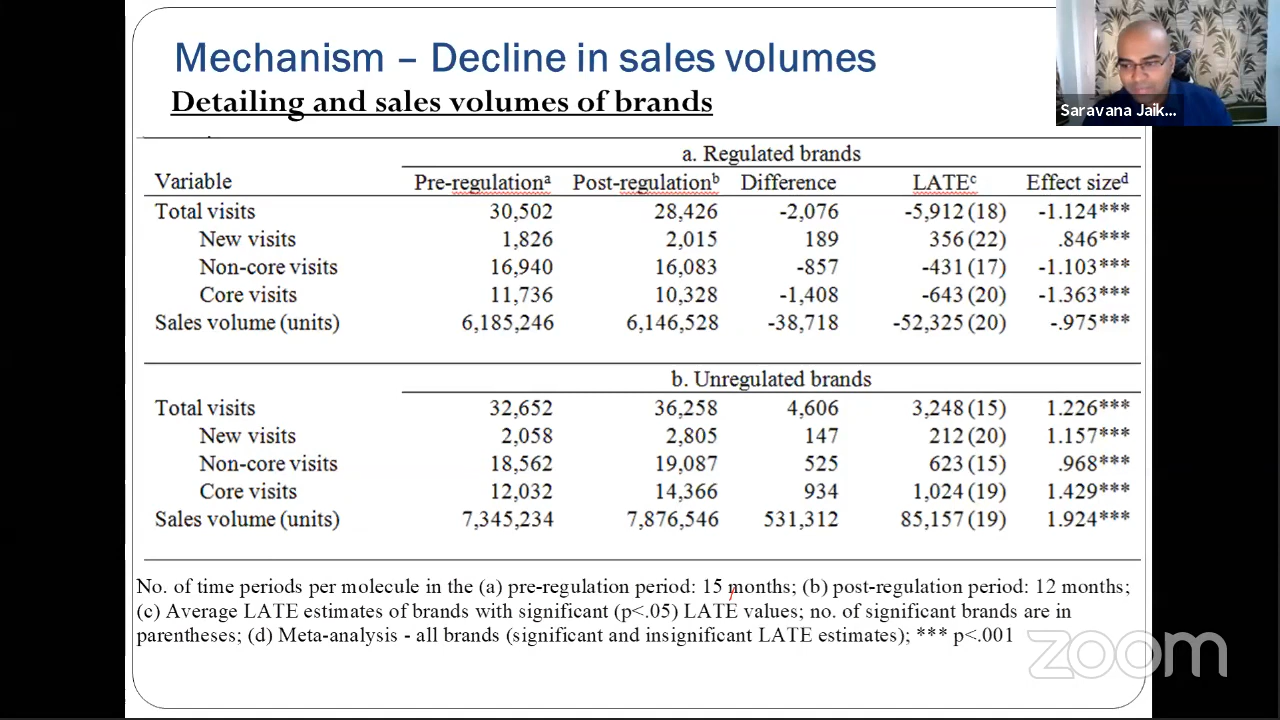 Mechanism – Decline in sales volumes
Saravana Jaik...
Detailing and sales volumes of brands
a. Regulated brands
Variable Pre-regulationᵃ Post-regulationᵇ Difference LATEᶜ Effect sizeᵈ
Total visits 30,502 28,426 -2,076 -5,912 (18) -1.124***
New visits 1,826 2,015 189 356 (22) .846***
Non-core visits 16,940 16,083 -857 -431 (17) -1.103***
Core visits 11,736 10,328 -1,408 -643 (20) -1.363***
Sales volume (units) 6,185,246 6,146,528 -38,718 -52,325 (20) -.975***
b. Unregulated brands
Total visits 32,652 36,258 4,606 3,248 (15) 1.226***
New visits 2,058 2,805 147 212 (20) 1.157***
Non-core visits 18,562 19,087 525 623 (15) .968***
Core visits 12,032 14,366 934 1,024 (19) 1.429***
Sales volume (units) 7,345,234 7,876,546 531,312 85,157 (19) 1.924***
No. of time periods per molecule in the (a) pre-regulation period: 15 months; (b) post-regulation period: 12 months;
(c) Average LATE estimates of brands with significant (p<.05) LATE values; no. of significant brands are in
parentheses; (d) Meta-analysis - all brands (significant and insignificant LATE estimates); *** p<.001
zoom